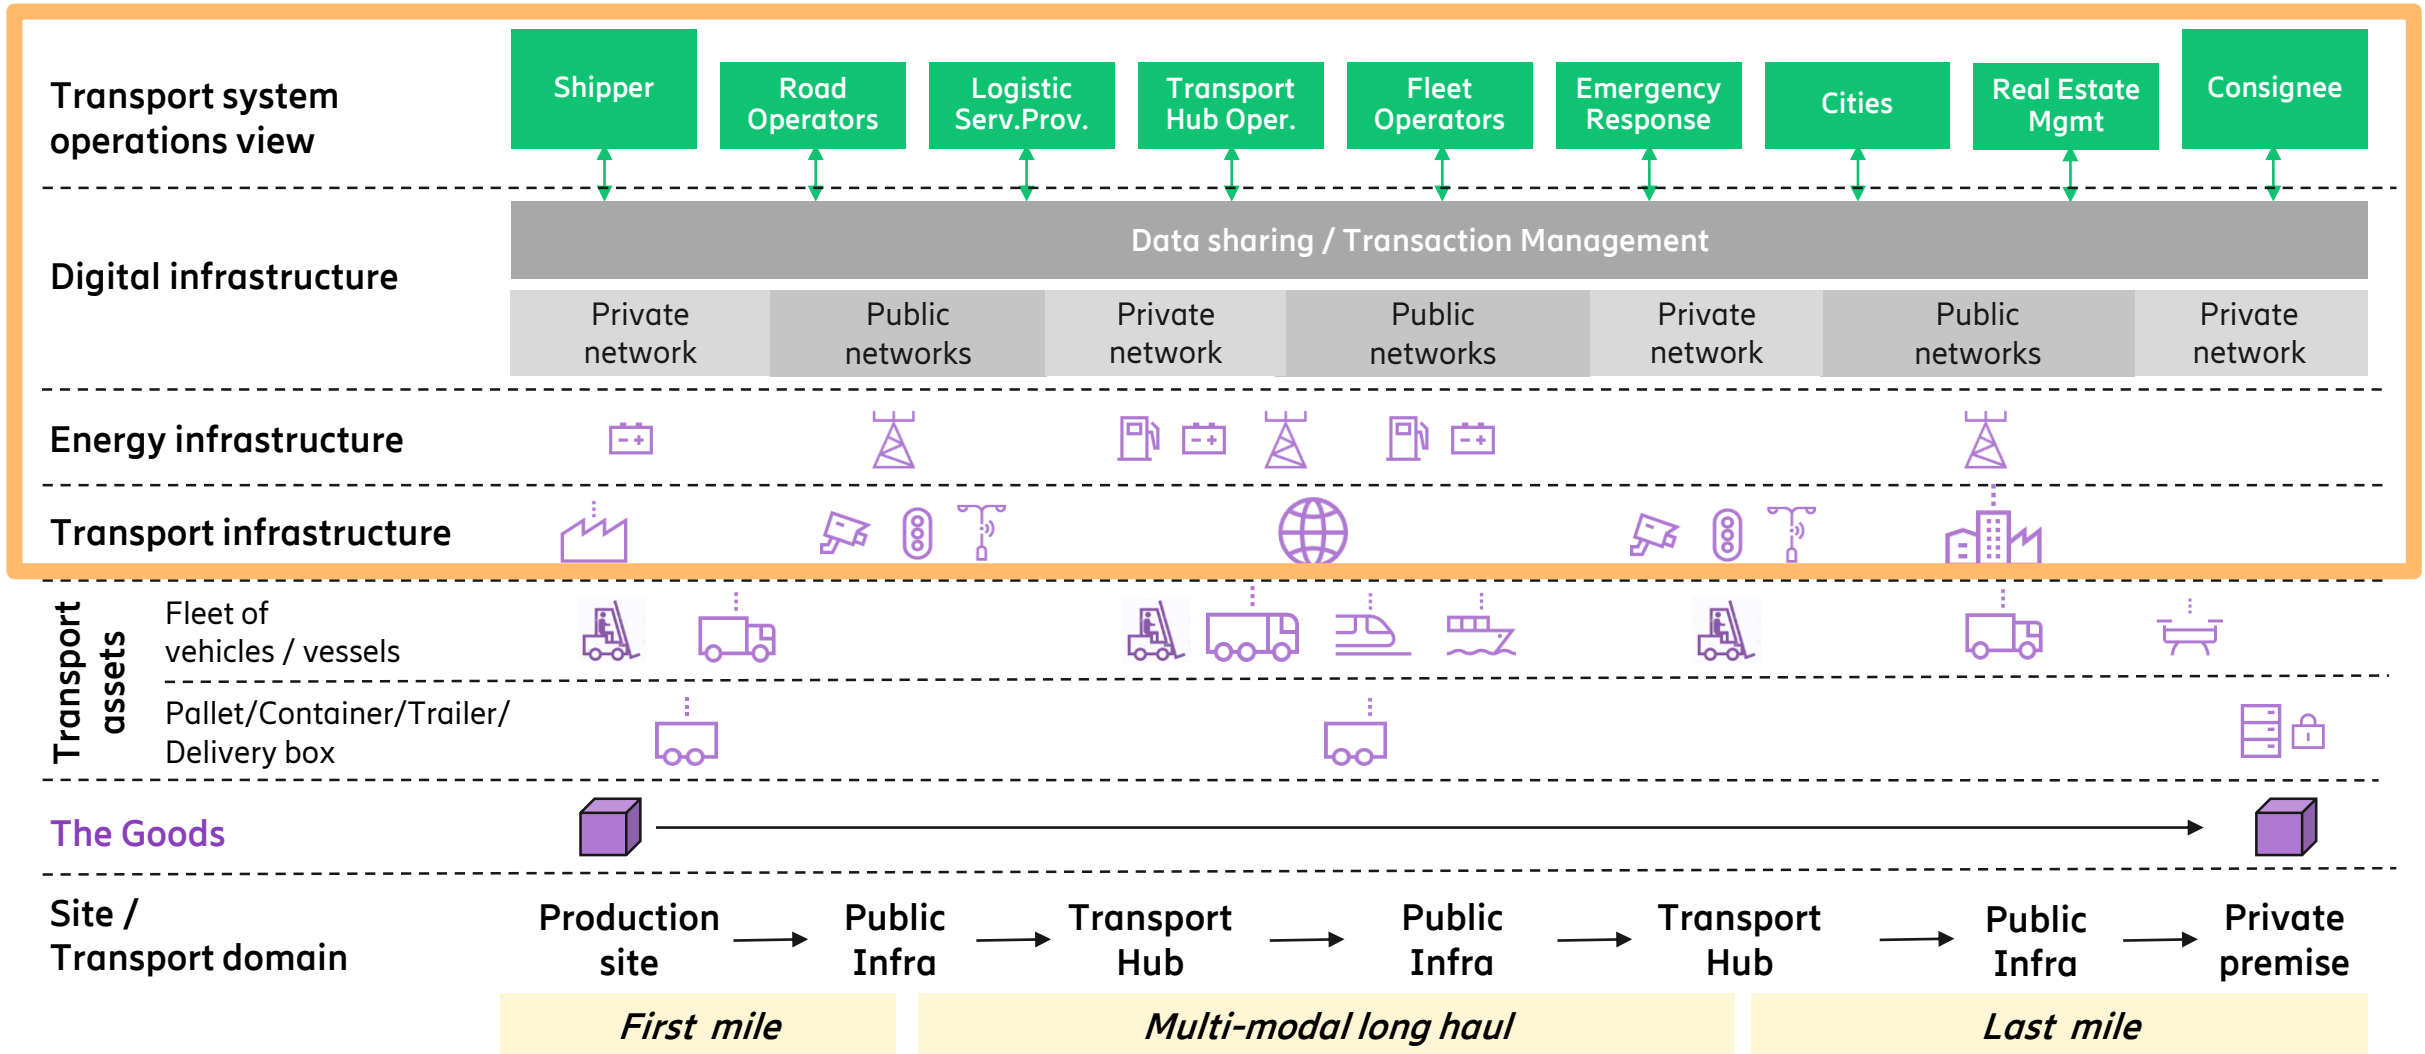 Transport system
operations view
Shipper
Road
Operators
Logistic
Serv.Prov.
Transport
Hub Oper.
Fleet
Operators
Emergency
Response
Cities
Real Estate
Mgmt
Consignee
Digital infrastructure
Data sharing / Transaction Management
Private
network
Public
networks
Private
network
Public
networks
Private
network
Public
networks
Private
network
Energy infrastructure
Transport infrastructure
Transport
assets
Fleet of
vehicles / vessels
Pallet/Container/Trailer/
Delivery box
The Goods
Site /
Transport domain
Production
site
Public
Infra
Transport
Hub
Public
Infra
Transport
Hub
Public
Infra
Private
premise
First mile
Multi-modal long haul
Last mile